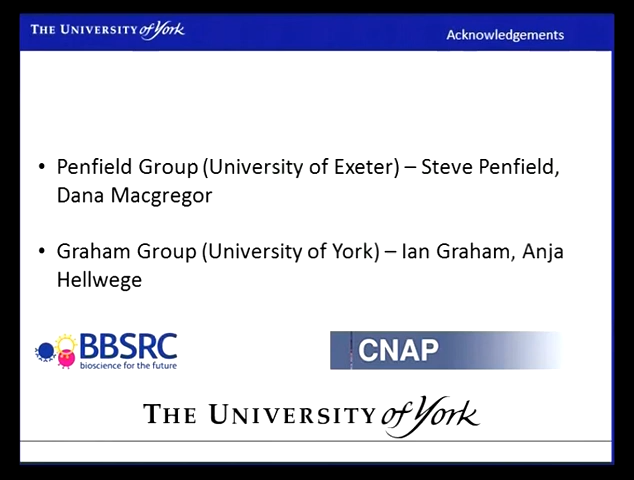 THE UNIVERSITY of York
Acknowledgements
• Penfield Group (University of Exeter) – Steve Penfield,
Dana Macgregor
• Graham Group (University of York) – Ian Graham, Anja
Hellwege
BBSRC
bioscience for the future
CNAP
THE UNIVERSITY of York